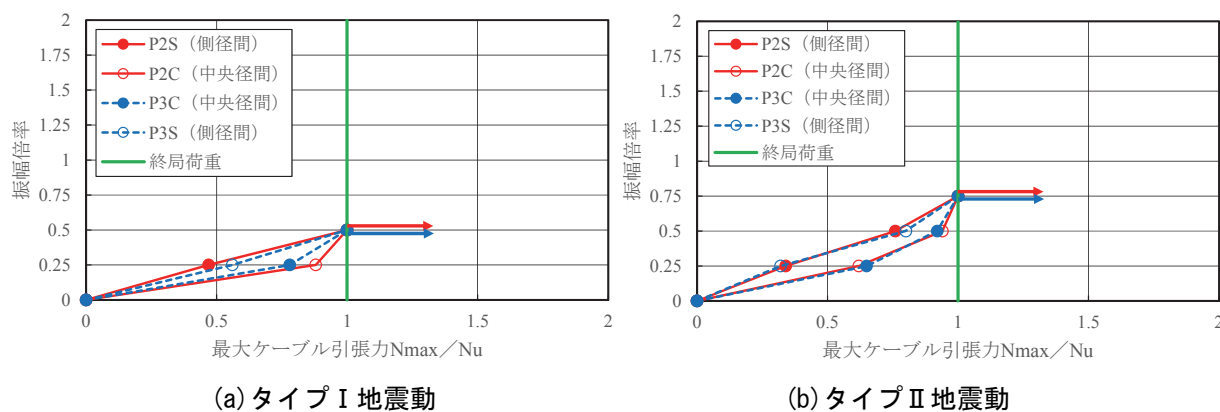 2
1.75
1.5
1.25
1
0.75
0.5
0.25
0
振幅倍率
P2S（側径間）
P2C（中央径間）
P3C（中央径間）
P3S（側径間）
終局荷重
0 0.5 1 1.5 2
最大ケーブル引張力Nmax／Nu
(a)タイプⅠ地震動
2
1.75
1.5
1.25
1
0.75
0.5
0.25
0
振幅倍率
P2S（側径間）
P2C（中央径間）
P3C（中央径間）
P3S（側径間）
終局荷重
0 0.5 1 1.5 2
最大ケーブル引張力Nmax／Nu
(b)タイプⅡ地震動